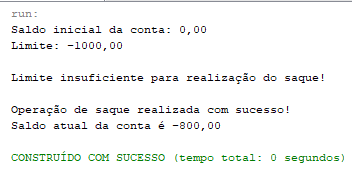 run:
Saldo inicial da conta: 0,00
Limite: -1000,00
Limite insuficiente para realização do saque!
Operação de saque realizada com sucesso!
Saldo atual da conta é -800,00
CONSTRUÍDO COM SUCESSO (tempo total: 0 segundos)